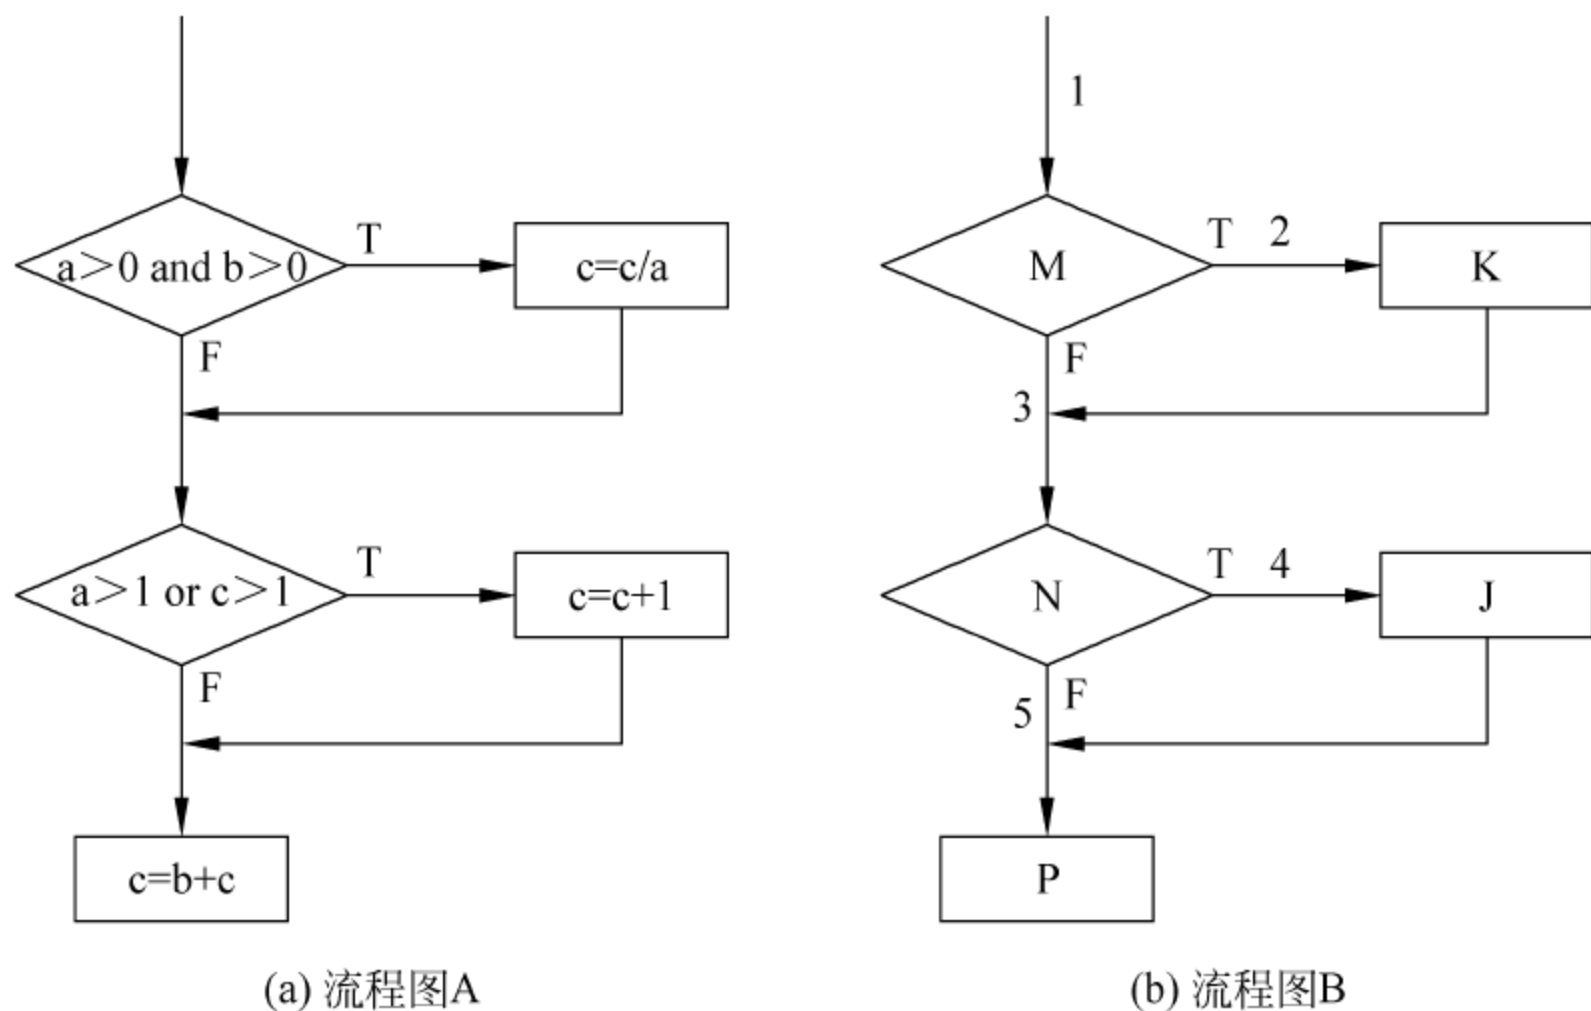 T
a＞0 and b＞0
c=c/a
F
T
a＞1 or c＞1
c=c+1
F
c=b+c
(a) 流程图A
1
T 2
M
K
F
3
T 4
N
J
F
5
P
(b) 流程图B